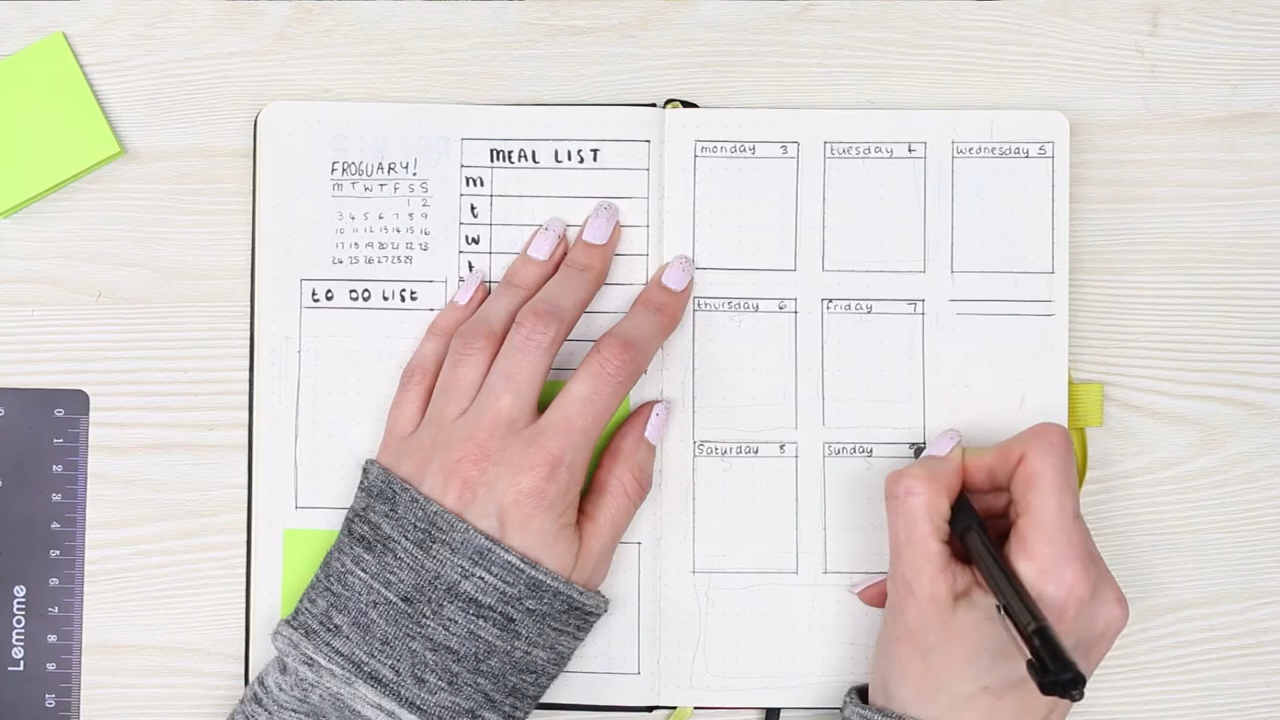 FROGUARY!
M T W T F S S
1 2
3 4 5 6 7 8 9
10 11 12 13 14 15 16
17 18 19 20 21 22 23
24 25 26 27 28 29
TO DO LIST
MEAL LIST
m
t
w
t
monday 3
tuesday 4
wednesday 5
thursday 6
friday 7
Saturday 8
Sunday
0
1
2
3
4
5
6
7
8
9
10
Lemome